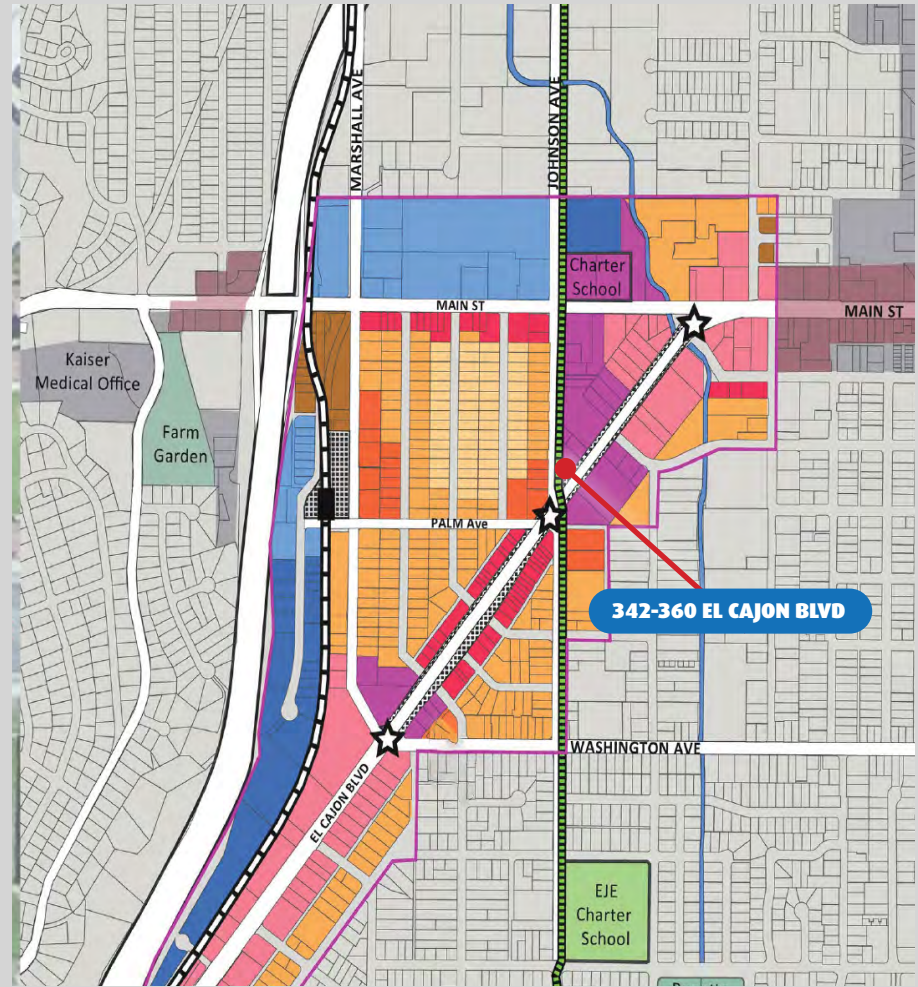 MARSHALL AVE
JOHNSON AVE
Charter
School
MAIN ST
MAIN ST
Kaiser
Medical Office
Farm
Garden
PALM Ave
342-360 EL CAJON BLVD
WASHINGTON AVE
EL CAJON BLVD
EJE
Charter
School